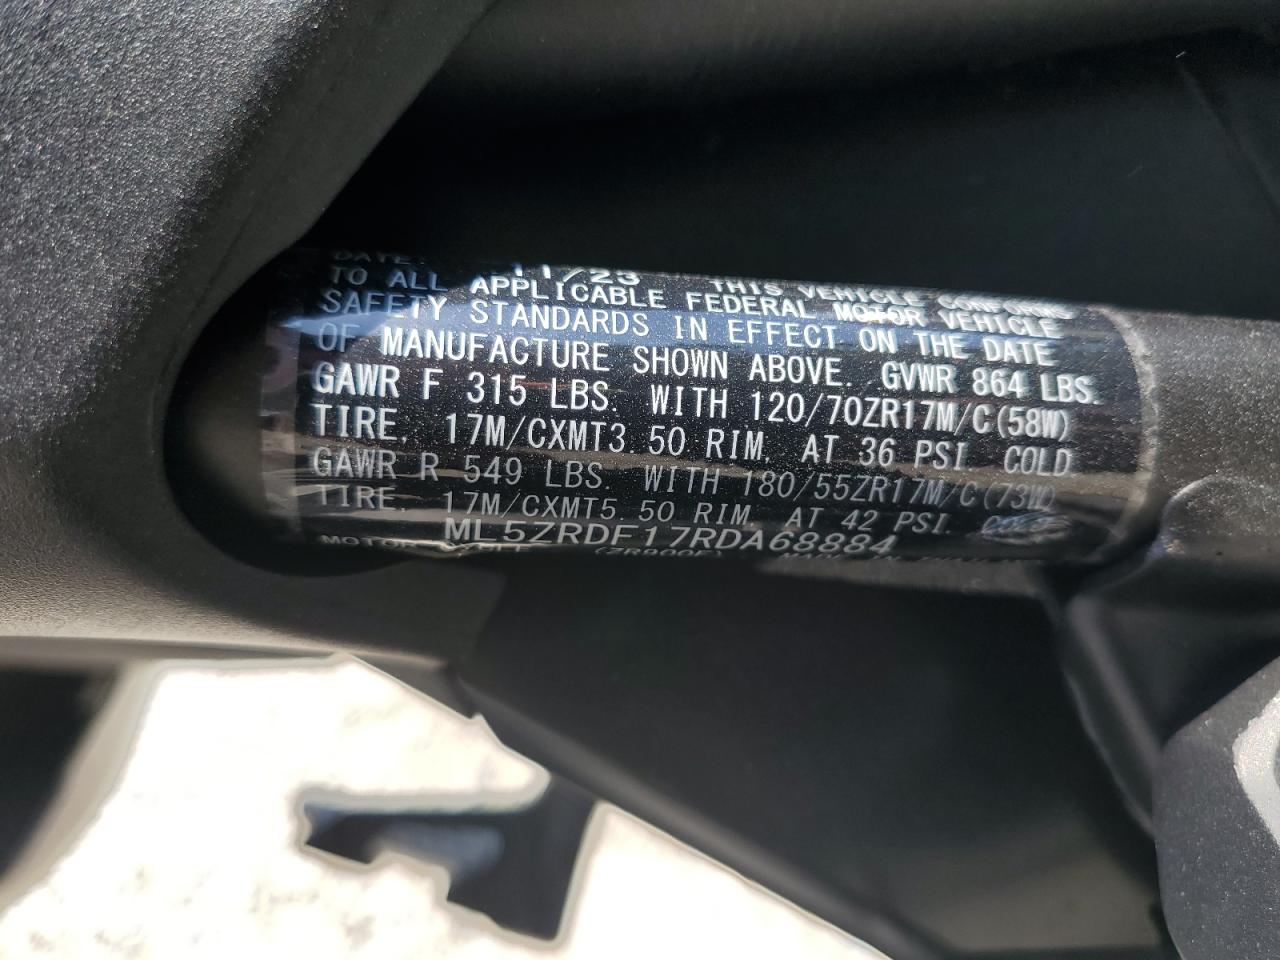 DATE 11/23 THIS VEHICLE CONFORMS
TO ALL APPLICABLE FEDERAL MOTOR VEHICLE
SAFETY STANDARDS IN EFFECT ON THE DATE
OF MANUFACTURE SHOWN ABOVE. GVWR 864 LBS.
GAWR F 315 LBS. WITH 120/70ZR17M/C(58W)
TIRE, 17M/CXMT3.50 RIM, AT 36 PSI. COLD
GAWR R 549 LBS. WITH 180/55ZR17M/C(73W)
TIRE, 17M/CXMT5.50 RIM, AT 42 PSI. COLD
ML5ZRDF17RDA68884
(ZR900F)